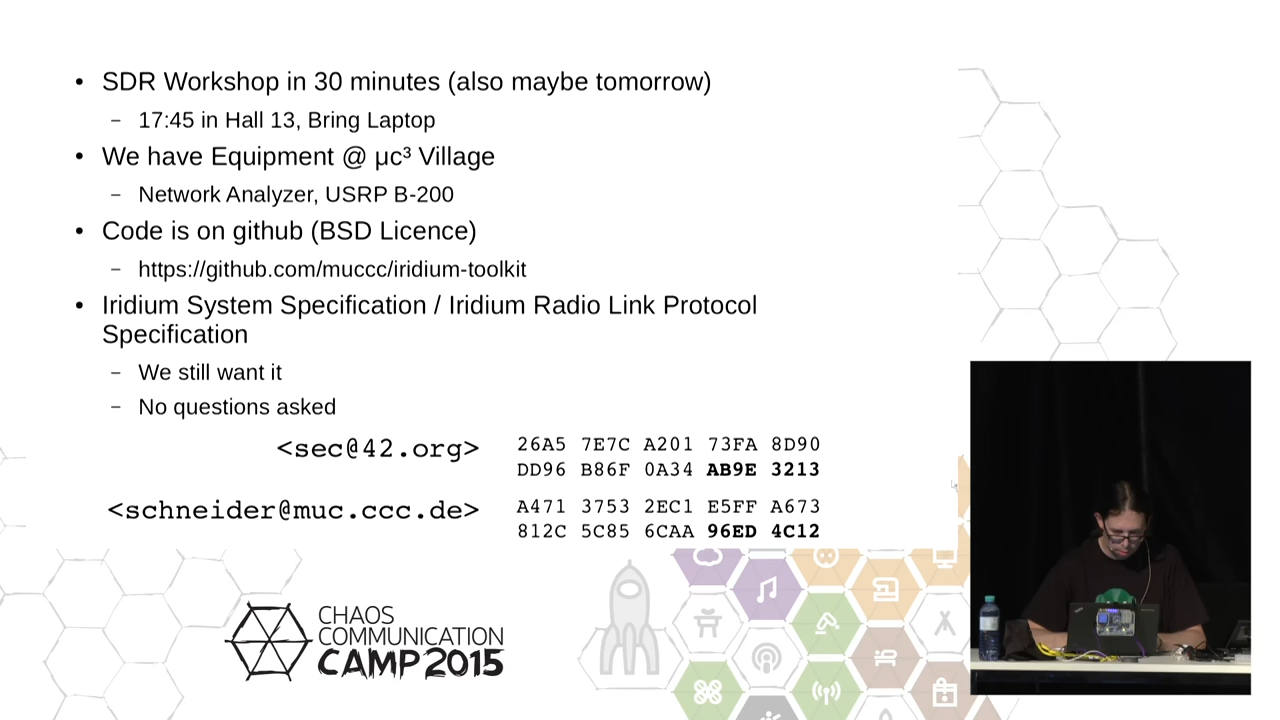 • SDR Workshop in 30 minutes (also maybe tomorrow)
– 17:45 in Hall 13, Bring Laptop
• We have Equipment @ µc³ Village
– Network Analyzer, USRP B-200
• Code is on github (BSD Licence)
– https://github.com/muccc/iridium-toolkit
• Iridium System Specification / Iridium Radio Link Protocol
Specification
– We still want it
– No questions asked
<sec@42.org>
26A5 7E7C A201 73FA 8D90
DD96 B86F 0A34 AB9E 3213
<schneider@muc.ccc.de>
A471 3753 2EC1 E5FF A673
812C 5C85 6CAA 96ED 4C12
CHAOS
COMMUNICATION
CAMP 2015